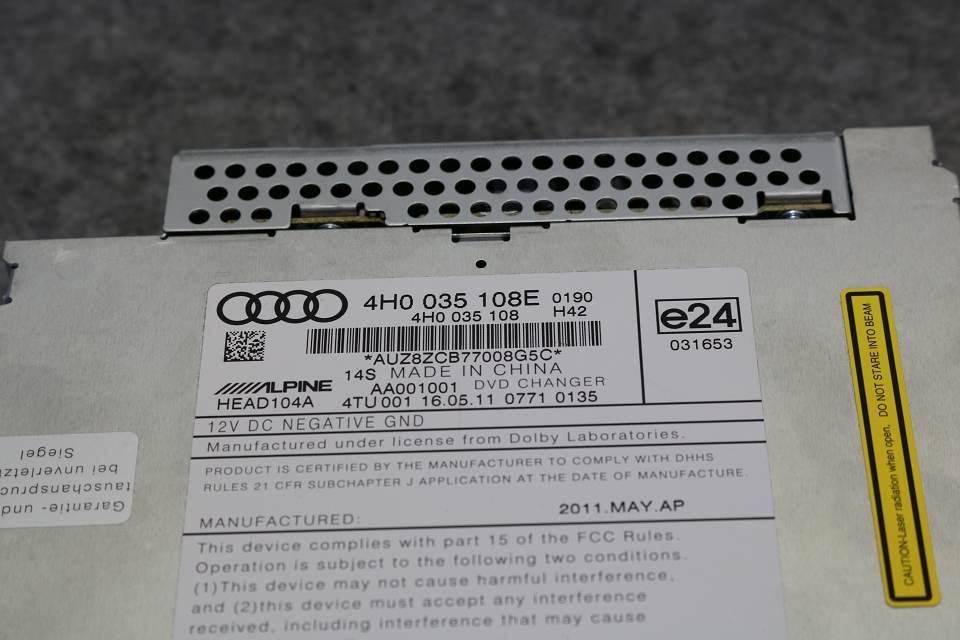 4H0 035 108E 0190
4H0 035 108 H42
*AUZ8ZCB77008G5C*
14S MADE IN CHINA
ALPINE AA001001 DVD CHANGER
HEAD104A 4TU 001 16.05.11 0771 0135
e24
031653
12V DC NEGATIVE GND
Manufactured under license from Dolby Laboratories.
PRODUCT IS CERTIFIED BY THE MANUFACTURER TO COMPLY WITH DHHS
RULES 21 CFR SUBCHAPTER J APPLICATION AT THE DATE OF MANUFACTURE.
MANUFACTURED: 2011.MAY.AP
This device complies with part 15 of the FCC Rules.
Operation is subject to the following two conditions.
(1)This device may not cause harmful interference,
and (2)this device must accept any interference
received, including interference that may cause
CAUTION-Laser radiation when open, DO NOT STARE INTO BEAM
Garantie- und
tauschanspruc
bei unverletzt
Siegel